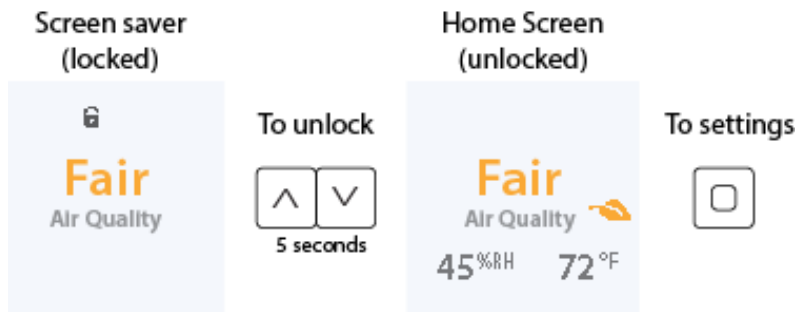 Screen saver
(locked)
Fair
Air Quality
To unlock
5 seconds
Home Screen
(unlocked)
Fair
Air Quality
45%RH 72°F
To settings